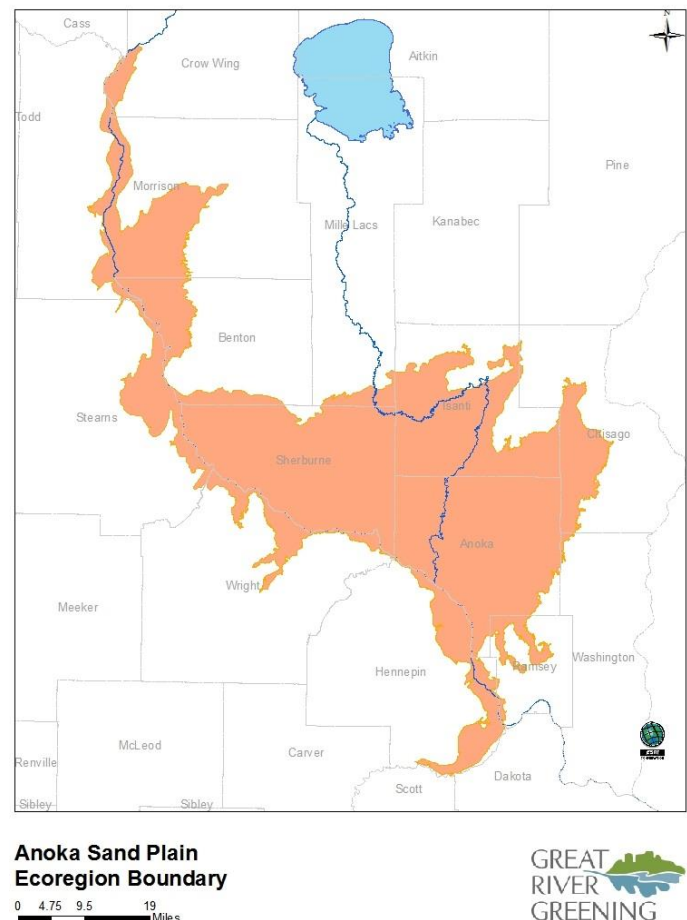 Cass
Crow Wing
Aitkin
Todd
Pine
Morrison
Mille Lacs
Kanabec
Benton
Isanti
Stearns
Chisago
Sherburne
Anoka
Wright
Meeker
Washington
Ramsey
Hennepin
McLeod
Carver
Renville
Dakota
Scott
Sibley
Sibley
Anoka Sand Plain
Ecoregion Boundary
0 4.75 9.5 19
Miles
GREAT
RIVER
GREENING